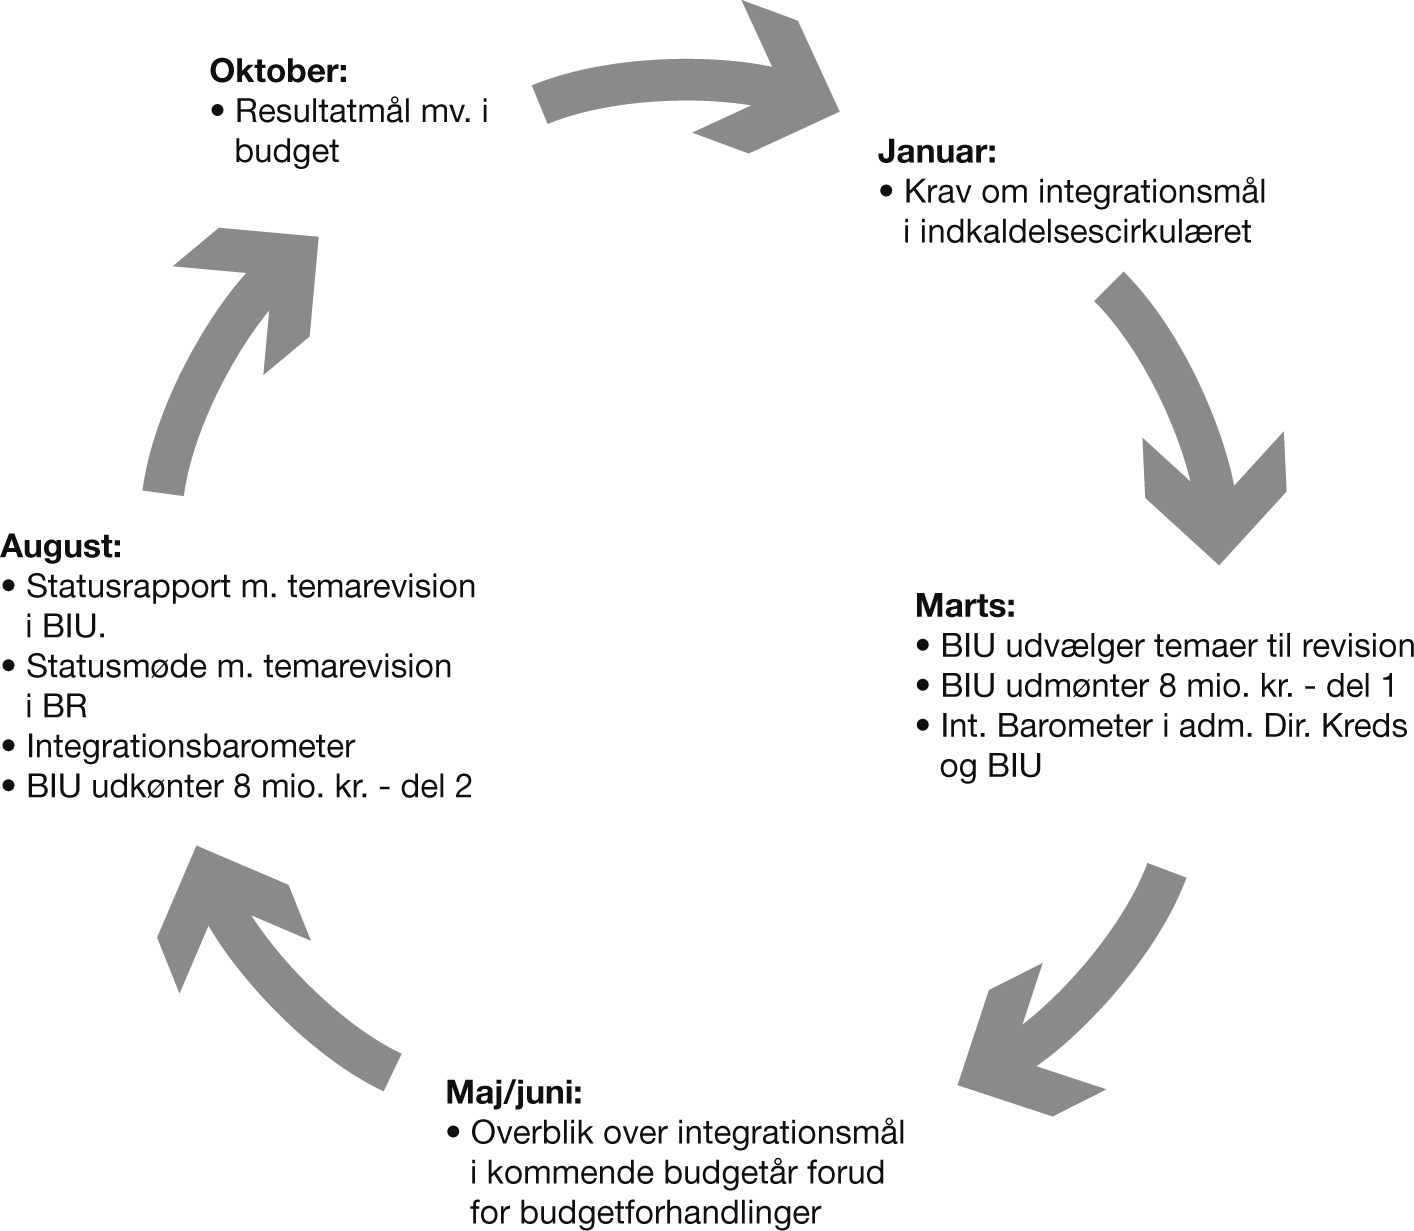 Oktober:
• Resultatmål mv. i
budget
Januar:
• Krav om integrationsmål
i indkaldelsescirkulæret
Marts:
• BIU udvælger temaer til revision
• BIU udmønter 8 mio. kr. - del 1
• Int. Barometer i adm. Dir. Kreds
og BIU
Maj/juni:
• Overblik over integrationsmål
i kommende budgetår forud
for budgetforhandlinger
August:
• Statusrapport m. temarevision
i BIU.
• Statusmøde m. temarevision
i BR
• Integrationsbarometer
• BIU udkønter 8 mio. kr. - del 2